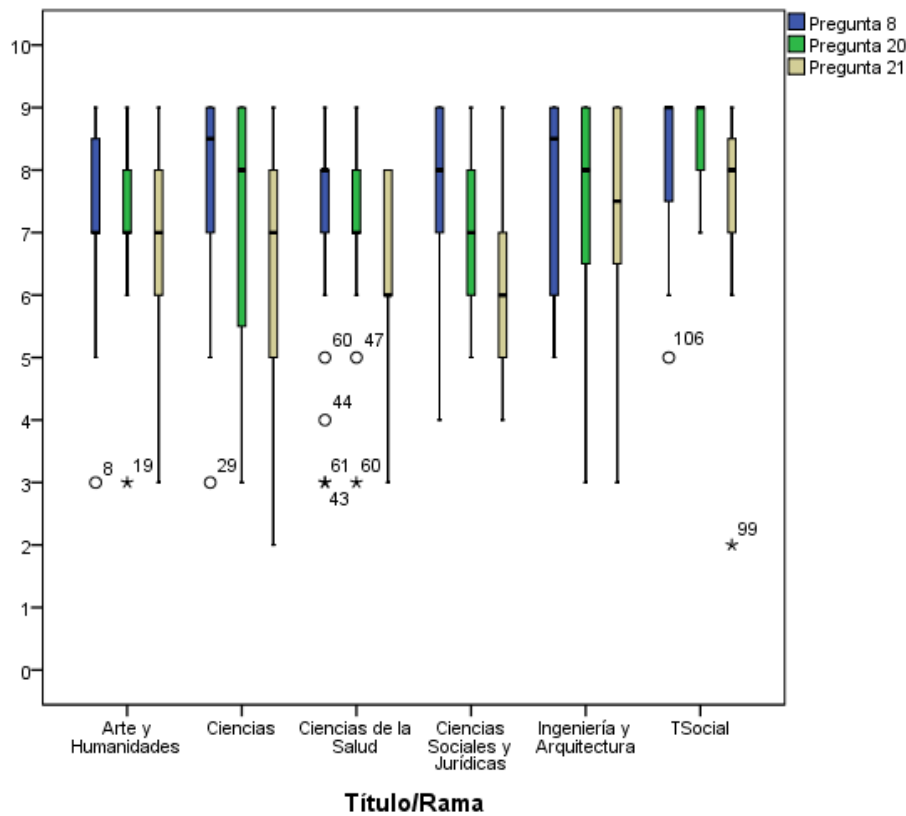 Pregunta 8
Pregunta 20
Pregunta 21
10
9
8
7
6
5
4
3
2
1
0
60
47
106
44
8
19
29
61
60
43
99
Arte y
Humanidades
Ciencias
Ciencias de la
Salud
Ciencias
Sociales y
Jurídicas
Ingeniería y
Arquitectura
TSocial
Título/Rama